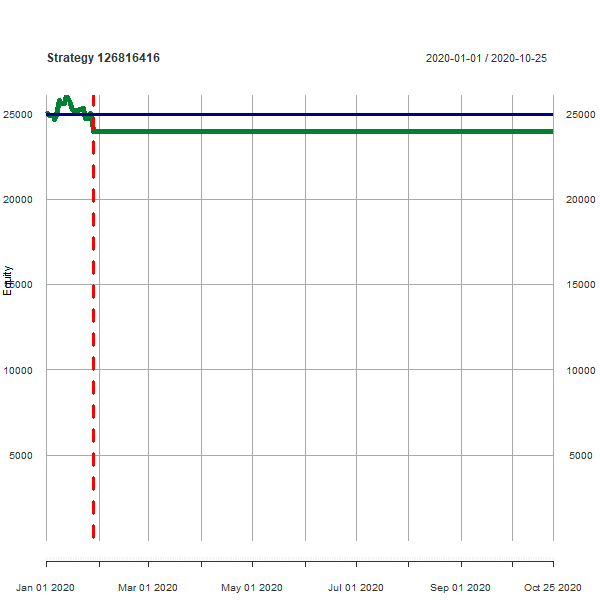 Strategy 126816416
2020-01-01 / 2020-10-25
25000
25000
20000
20000
Equity
15000
15000
10000
10000
5000
5000
Jan 01 2020
Mar 01 2020
May 01 2020
Jul 01 2020
Sep 01 2020
Oct 25 2020